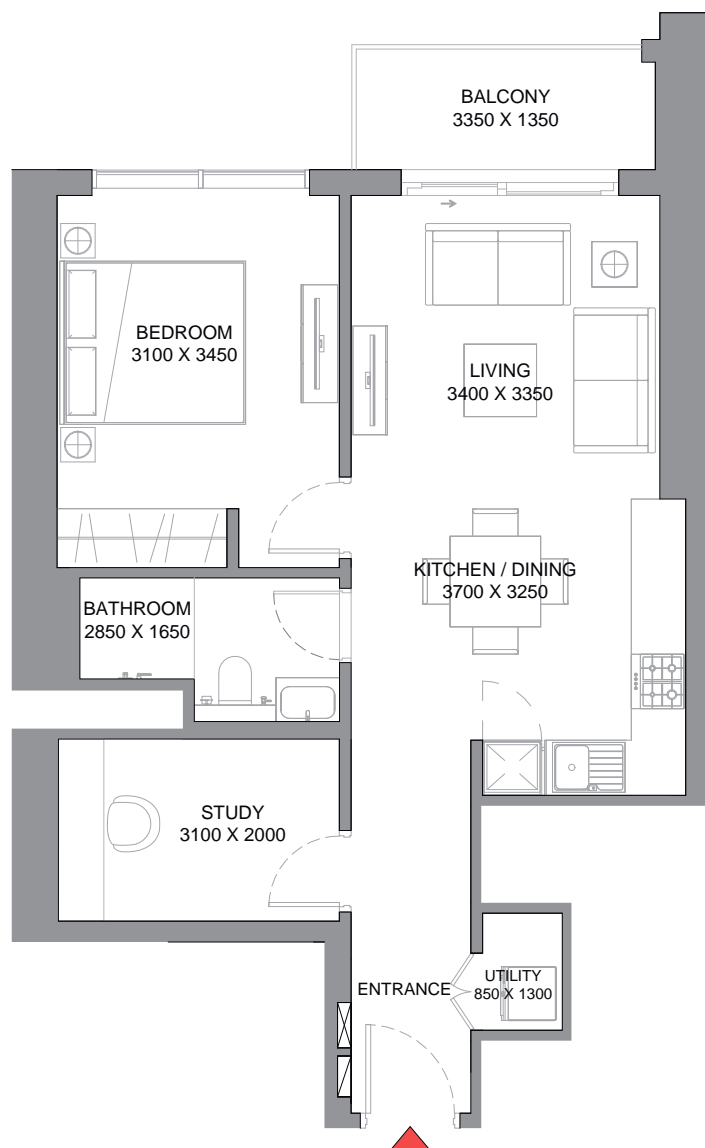 BALCONY
3350 X 1350
BEDROOM
3100 X 3450
LIVING
3400 X 3350
KITCHEN / DINING
3700 X 3250
BATHROOM
2850 X 1650
STUDY
3100 X 2000
ENTRANCE
UTILITY
850 X 1300